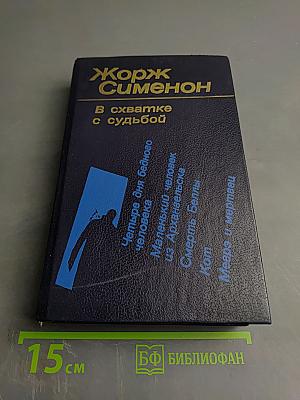 Жорж
Сименон
В схватке
с судьбой
Четыре дня бедного
человека
Маленький человек
из Архангельска
Смерть Беллы
Кот
Мегрэ и мертвец
15 см
БФ БИБЛИОФАН